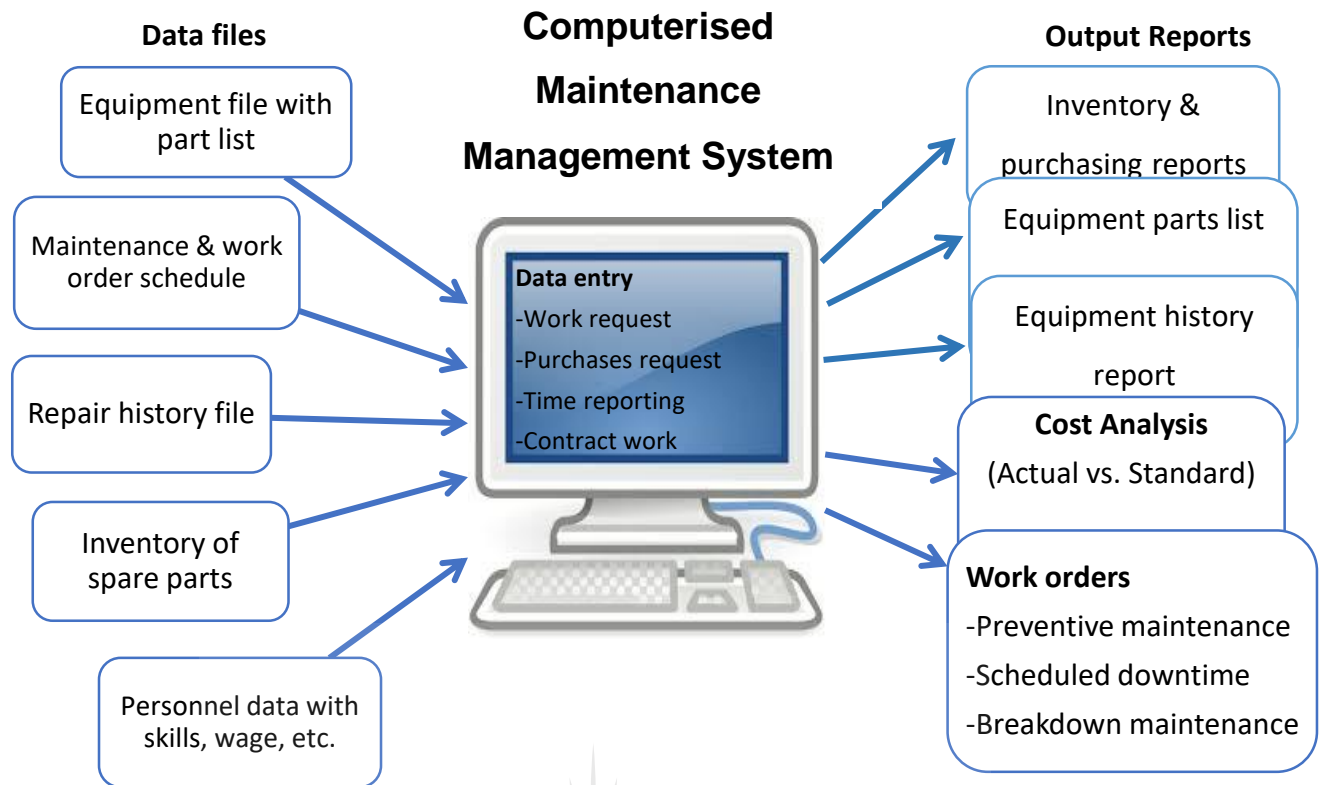 Data files
Equipment file with
part list
Maintenance & work
order schedule
Repair history file
Inventory of
spare parts
Personnel data with
skills, wage, etc.
Computerised
Maintenance
Management System
Data entry
-Work request
-Purchases request
-Time reporting
-Contract work
Output Reports
Inventory &
purchasing reports
Equipment parts list
Equipment history
report
Cost Analysis
(Actual vs. Standard)
Work orders
-Preventive maintenance
-Scheduled downtime
-Breakdown maintenance